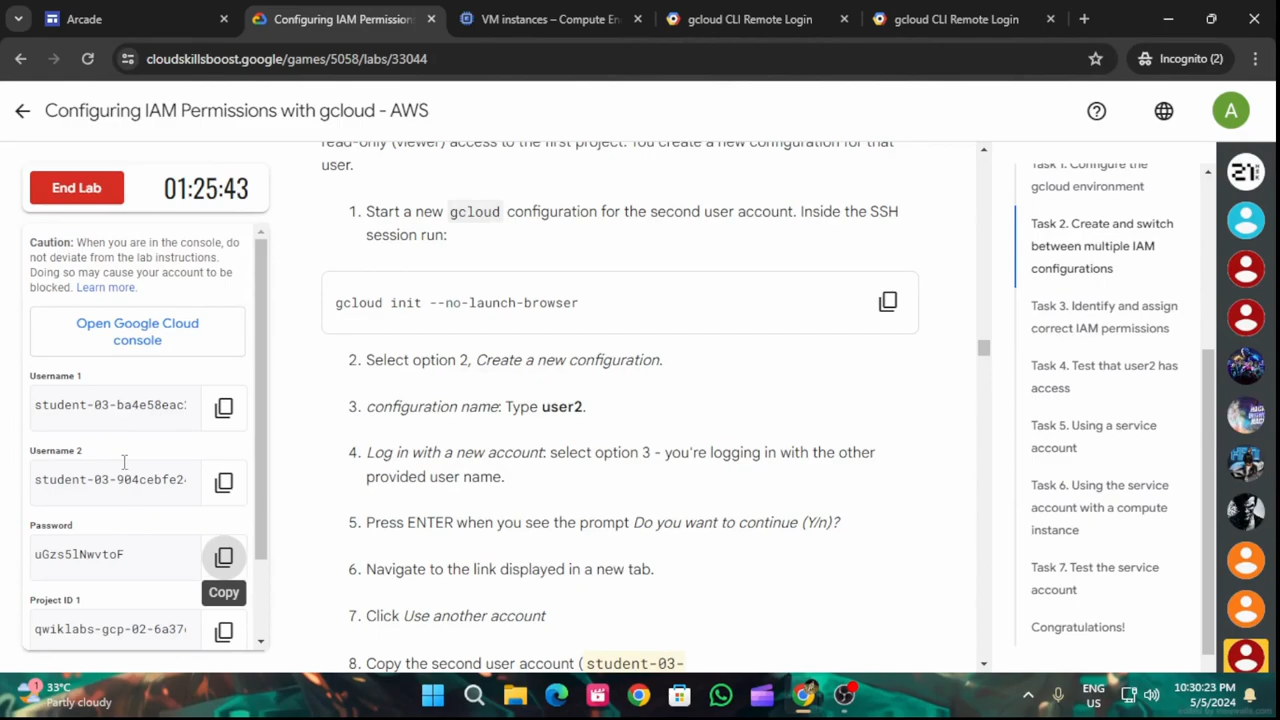 Arcade
Configuring IAM Permission
VM instances – Compute En
gcloud CLI Remote Login
gcloud CLI Remote Login
cloudskillsboost.google/games/5058/labs/33044
Incognito (2)
Configuring IAM Permissions with gcloud - AWS
A
End Lab
01:25:43
Caution: When you are in the console, do
not deviate from the lab instructions.
Doing so may cause your account to be
blocked. Learn more.
Open Google Cloud
console
Username 1
student-03-ba4e58eac
Username 2
student-03-904cebfe2
Password
uGzs5lNwvtoF
Copy
Project ID 1
qwiklabs-gcp-02-6a37
read-only (viewer) access to the first project. You create a new configuration for that
user.
1. Start a new gcloud configuration for the second user account. Inside the SSH
session run:
gcloud init --no-launch-browser
2. Select option 2, Create a new configuration.
3. configuration name: Type user2.
4. Log in with a new account: select option 3 - you're logging in with the other
provided user name.
5. Press ENTER when you see the prompt Do you want to continue (Y/n)?
6. Navigate to the link displayed in a new tab.
7. Click Use another account
8. Copy the second user account (student-03-
Task 1. Configure the
gcloud environment
Task 2. Create and switch
between multiple IAM
configurations
Task 3. Identify and assign
correct IAM permissions
Task 4. Test that user2 has
access
Task 5. Using a service
account
Task 6. Using the service
account with a compute
instance
Task 7. Test the service
account
Congratulations!
21
1
33°C
Partly cloudy
ENG
US
10:30:23 PM
5/5/2024